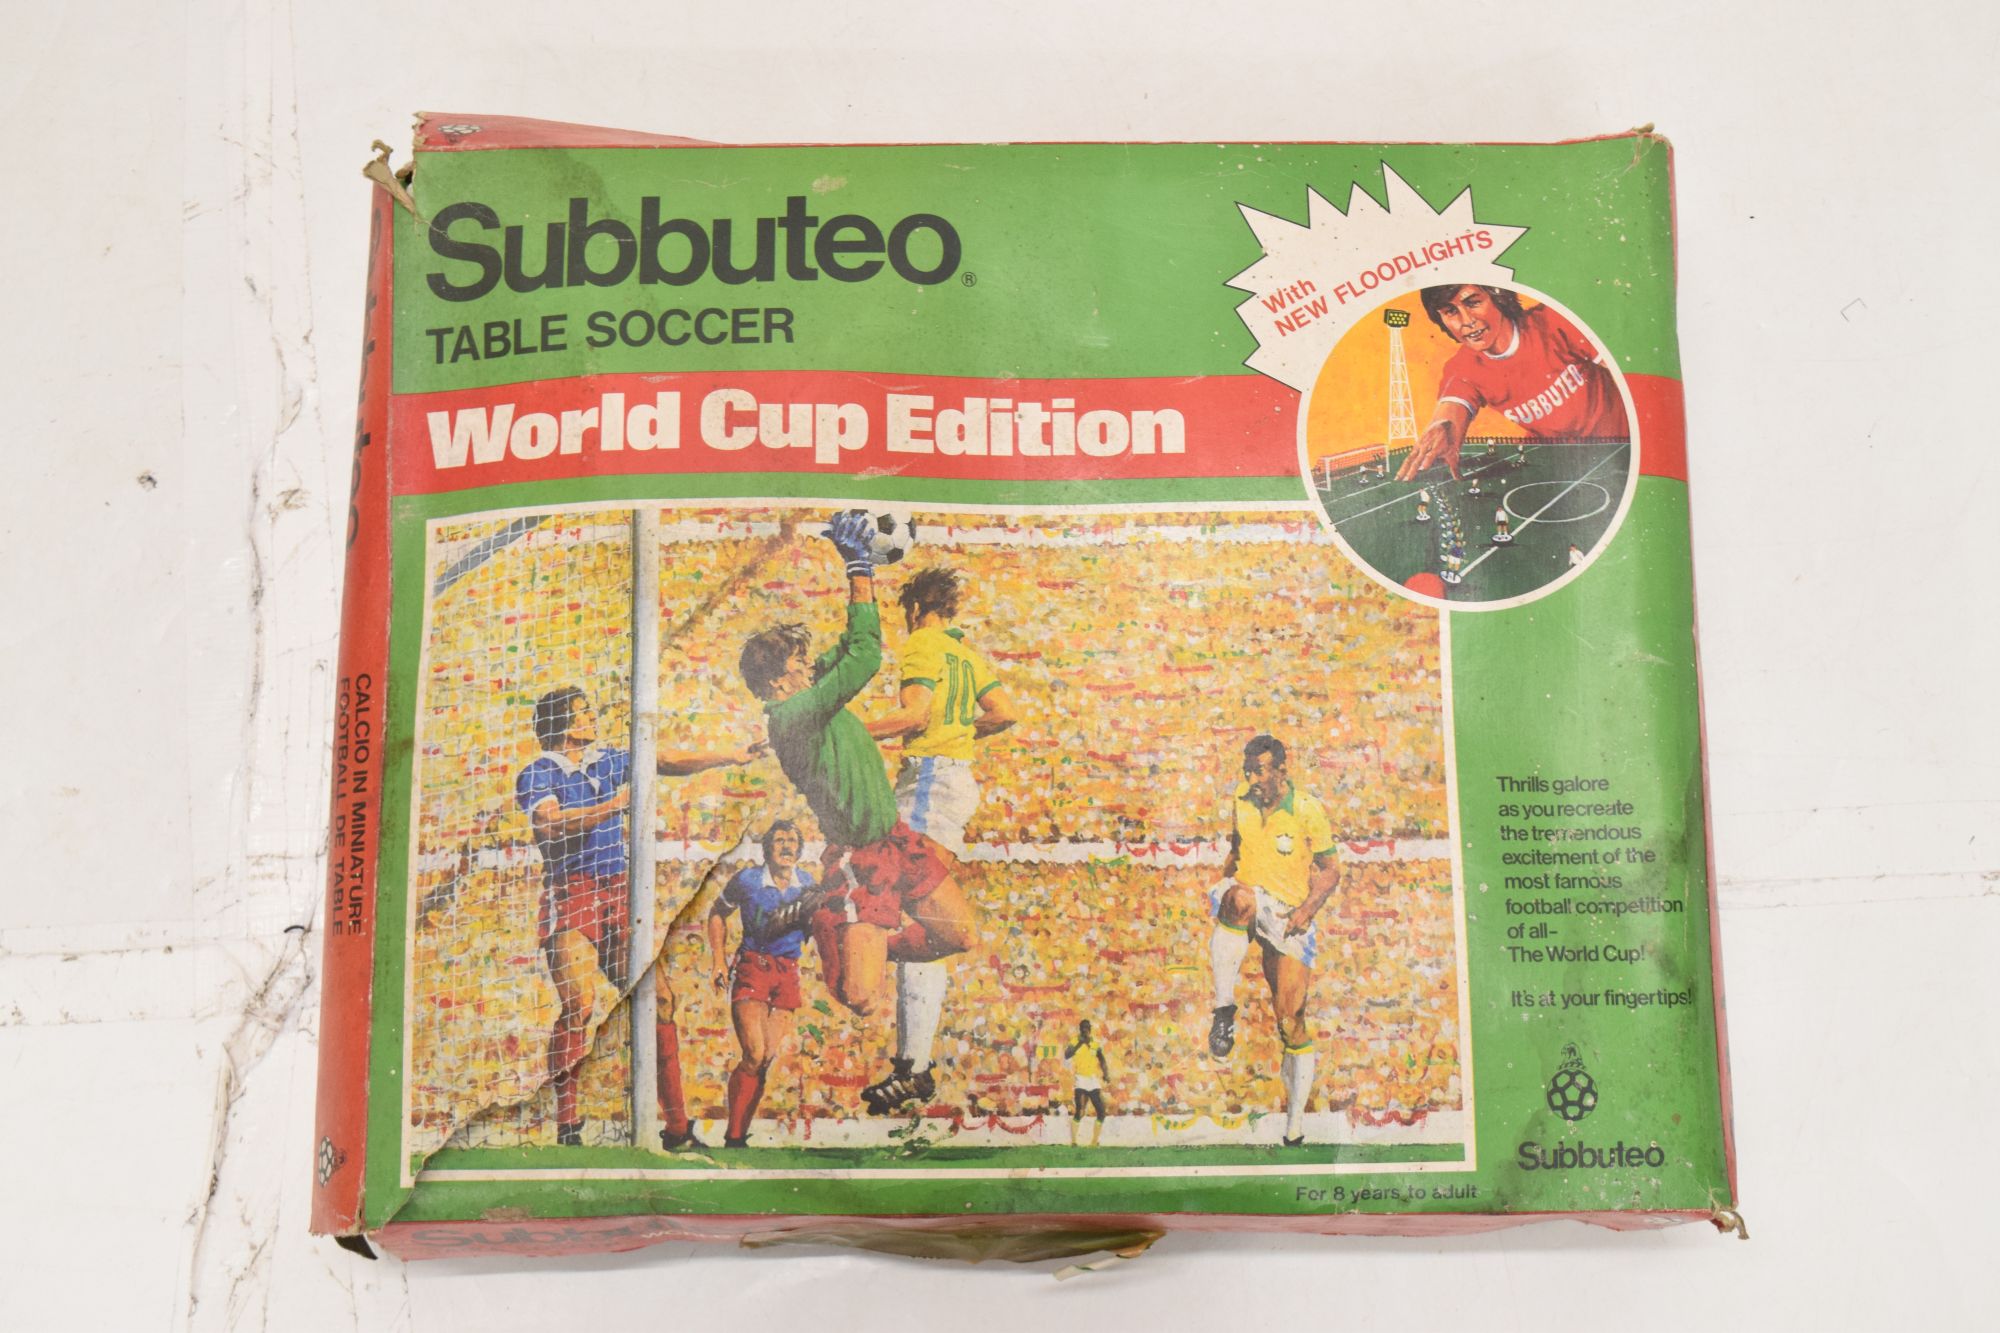 Subbuteo®
TABLE SOCCER
World Cup Edition
With
NEW FLOODLIGHTS
SUBBUTEO
10
Thrills galore
as you recreate
the tremendous
excitement of the
most famous
football competition
of all-
The World Cup!
It's at your fingertips!
Subbuteo
For 8 years to adult
CALCIO IN MINIATURE
FOOTBALL DE TABLE
Subbuteo